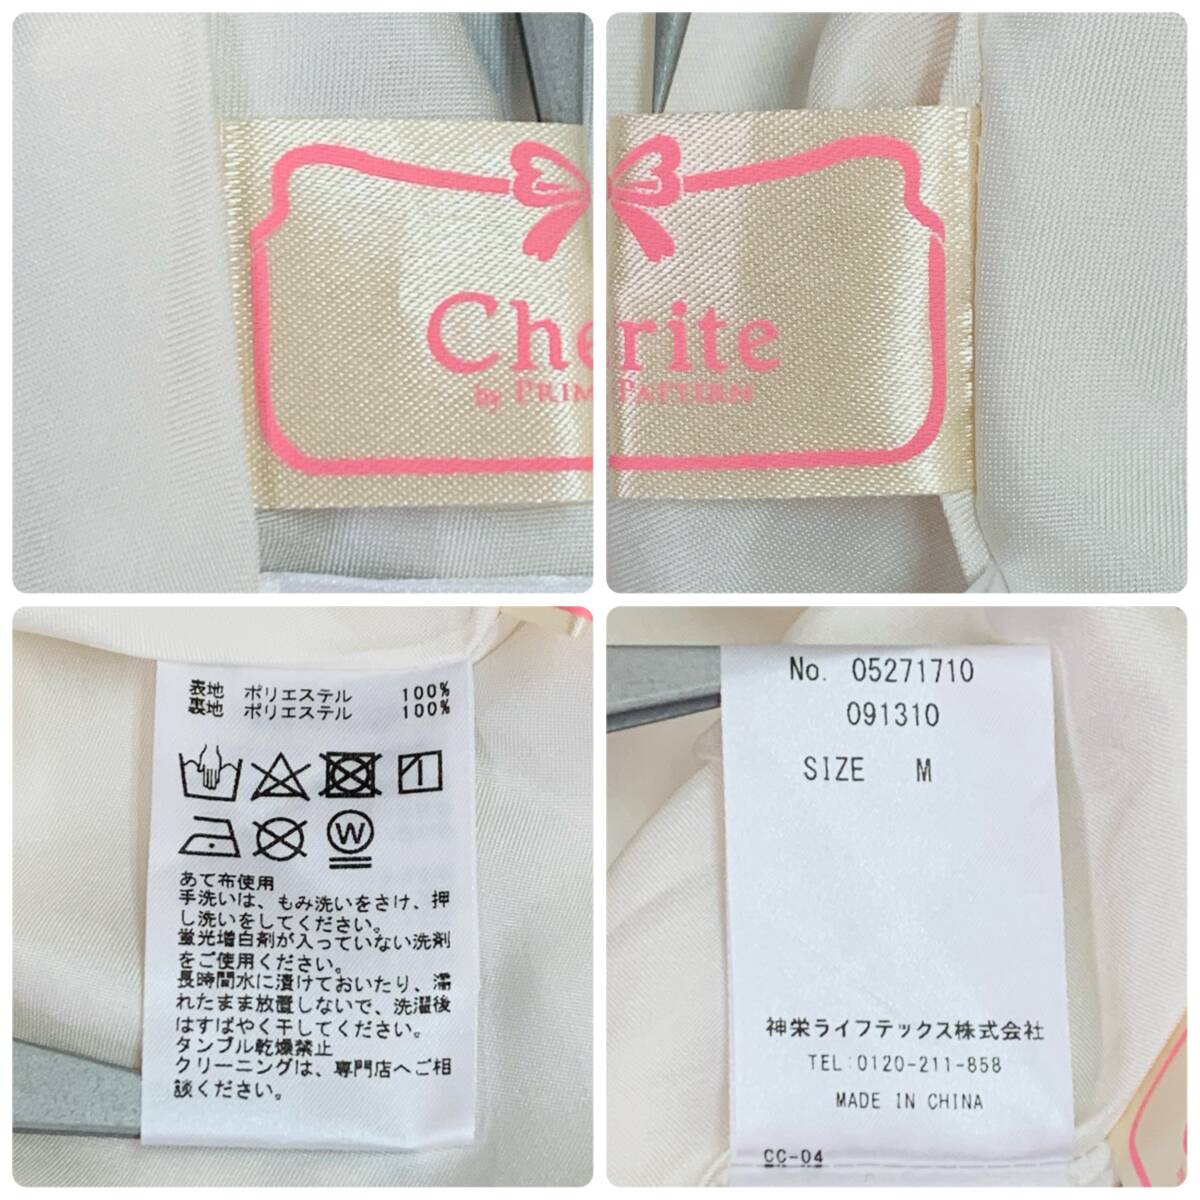 Cherite
by PRIME PATTERN
表地 ポリエステル 100%
裏地 ポリエステル 100%
W
あて布使用
手洗いは、もみ洗いをさけ、押
し洗いをしてください。
蛍光増白剤が入っていない洗剤
をご使用ください。
長時間水に漬けておいたり、濡
れたまま放置しないで、洗濯後
はすばやく干してください。
タンブル乾燥禁止
クリーニングは、専門店へご相
談ください。
No. 05271710
091310
SIZE M
神栄ライフテックス株式会社
TEL:0120-211-858
MADE IN CHINA
CC-04